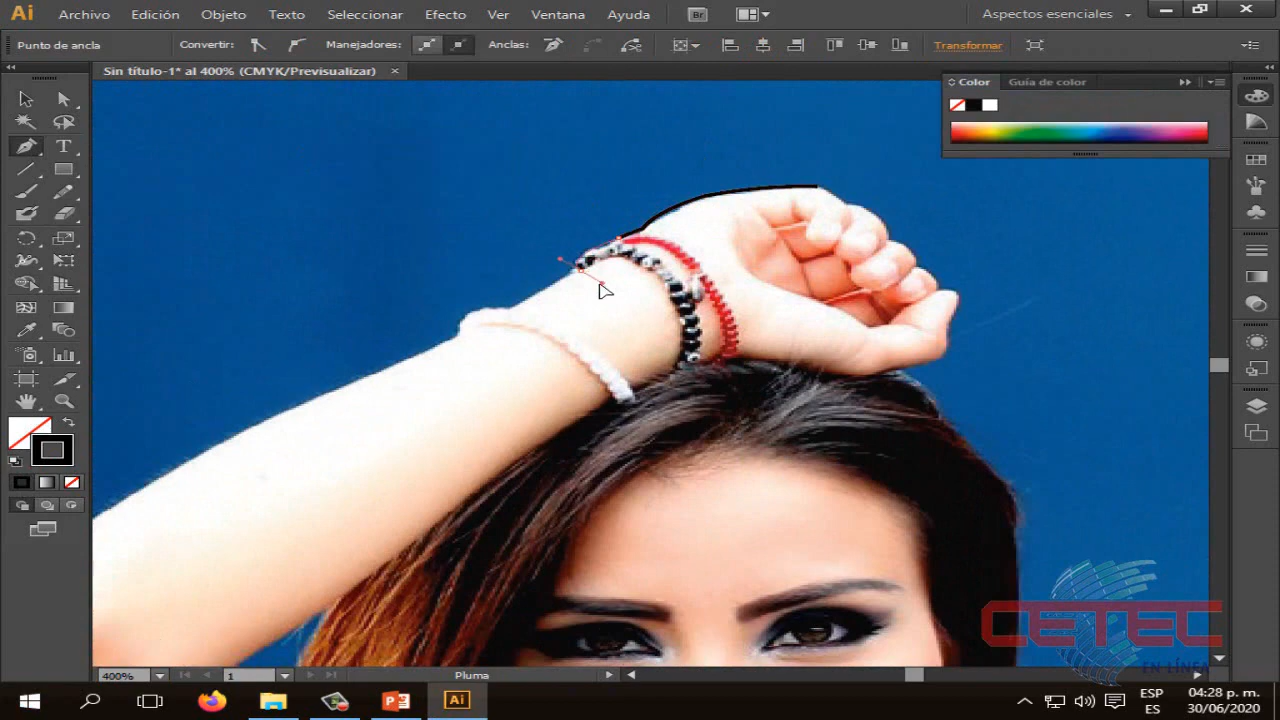 Ai Archivo Edición Objeto Texto Seleccionar Efecto Ver Ventana Ayuda Br Aspectos esenciales
Punto de ancla Convertir: Manejadores: Anclas: Transformar
Sin título-1* al 400% (CMYK/Previsualizar) ×
Color Guía de color
T
CETEC
EN LÍNEA
400% 1 Pluma
Ai ESP 04:28 p. m.
ES 30/06/2020